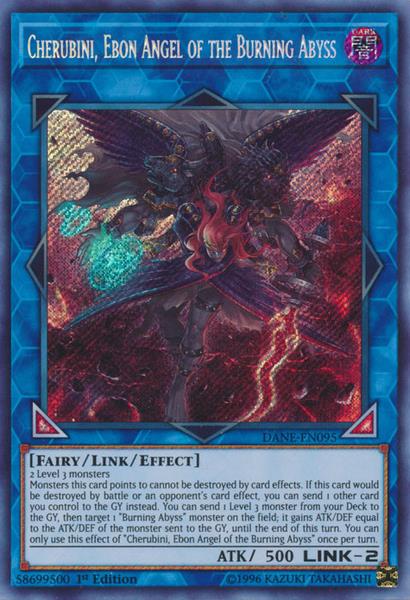 CHERUBINI, EBON ANGEL OF THE BURNING ABYSS
DARK
闇
DANE-EN095
[FAIRY/LINK/EFFECT]
2 Level 3 monsters
Monsters this card points to cannot be destroyed by card effects. If this card would
be destroyed by battle or an opponent's card effect, you can send 1 other card
you control to the GY instead. You can send 1 Level 3 monster from your Deck to
the GY, then target 1 "Burning Abyss" monster on the field; it gains ATK/DEF equal
to the ATK/DEF of the monster sent to the GY, until the end of this turn. You can
only use this effect of "Cherubini, Ebon Angel of the Burning Abyss" once per turn.
ATK/ 500 LINK-2
58699500 1st Edition ©1996 KAZUKI TAKAHASHI